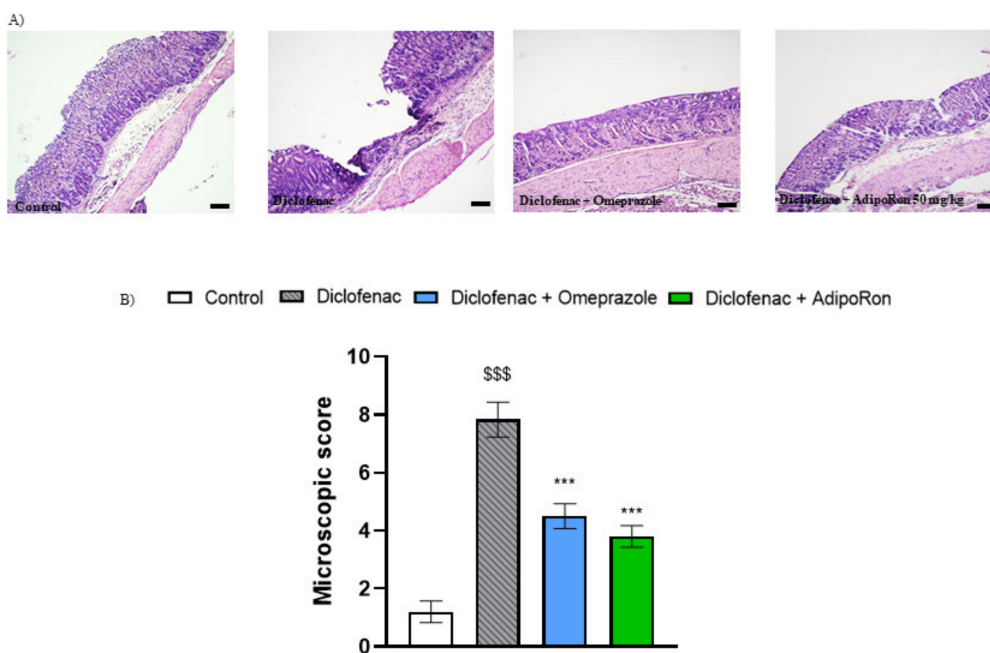 A)
Control
Diclofenac
Diclofenac + Omeprazole
Diclofenac + AdipoRon 50 mg/kg
B)
Control
Diclofenac
Diclofenac + Omeprazole
Diclofenac + AdipoRon
10
8
6
4
2
0
Microscopic score
$$$
***
***